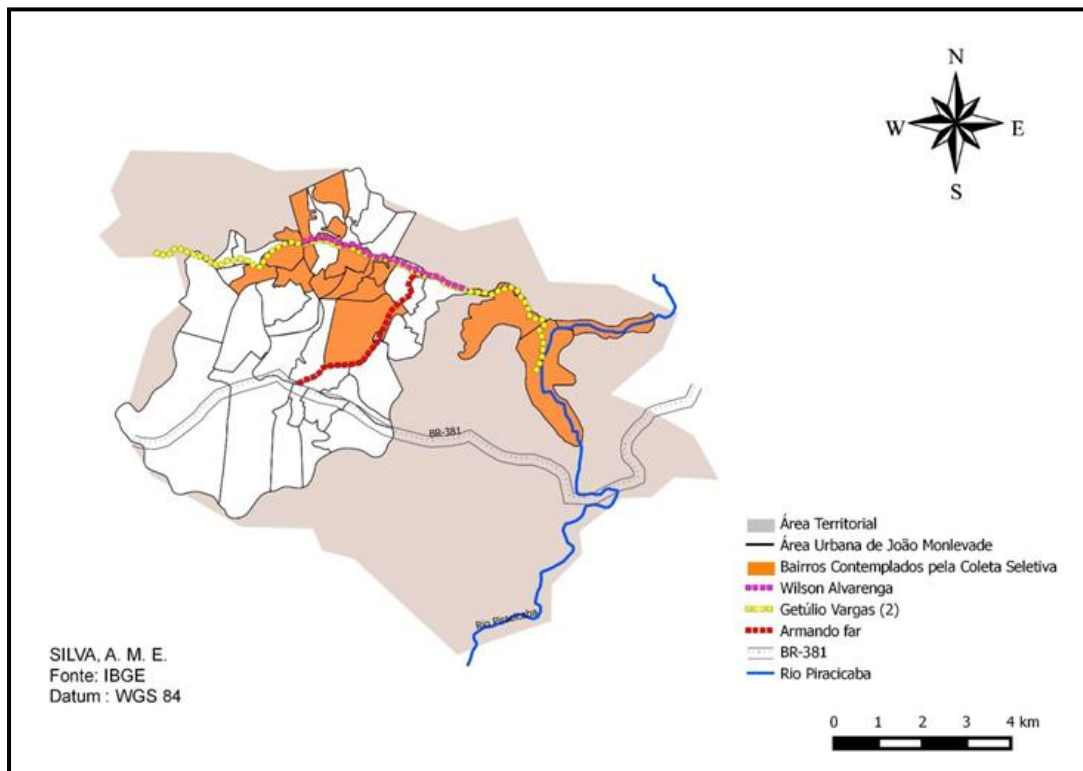 N
W E
S
BR-381
Rio Piracicaba
Área Territorial
Área Urbana de João Monlevade
Bairros Contemplados pela Coleta Seletiva
Wilson Alvarenga
Getúlio Vargas (2)
Armando far
BR-381
Rio Piracicaba
SILVA, A. M. E.
Fonte: IBGE
Datum : WGS 84
0 1 2 3 4 km